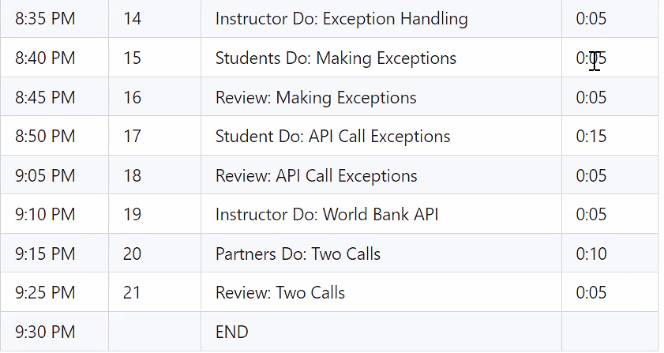 8:35 PM 14 Instructor Do: Exception Handling 0:05
8:40 PM 15 Students Do: Making Exceptions 0:05
8:45 PM 16 Review: Making Exceptions 0:05
8:50 PM 17 Student Do: API Call Exceptions 0:15
9:05 PM 18 Review: API Call Exceptions 0:05
9:10 PM 19 Instructor Do: World Bank API 0:05
9:15 PM 20 Partners Do: Two Calls 0:10
9:25 PM 21 Review: Two Calls 0:05
9:30 PM END